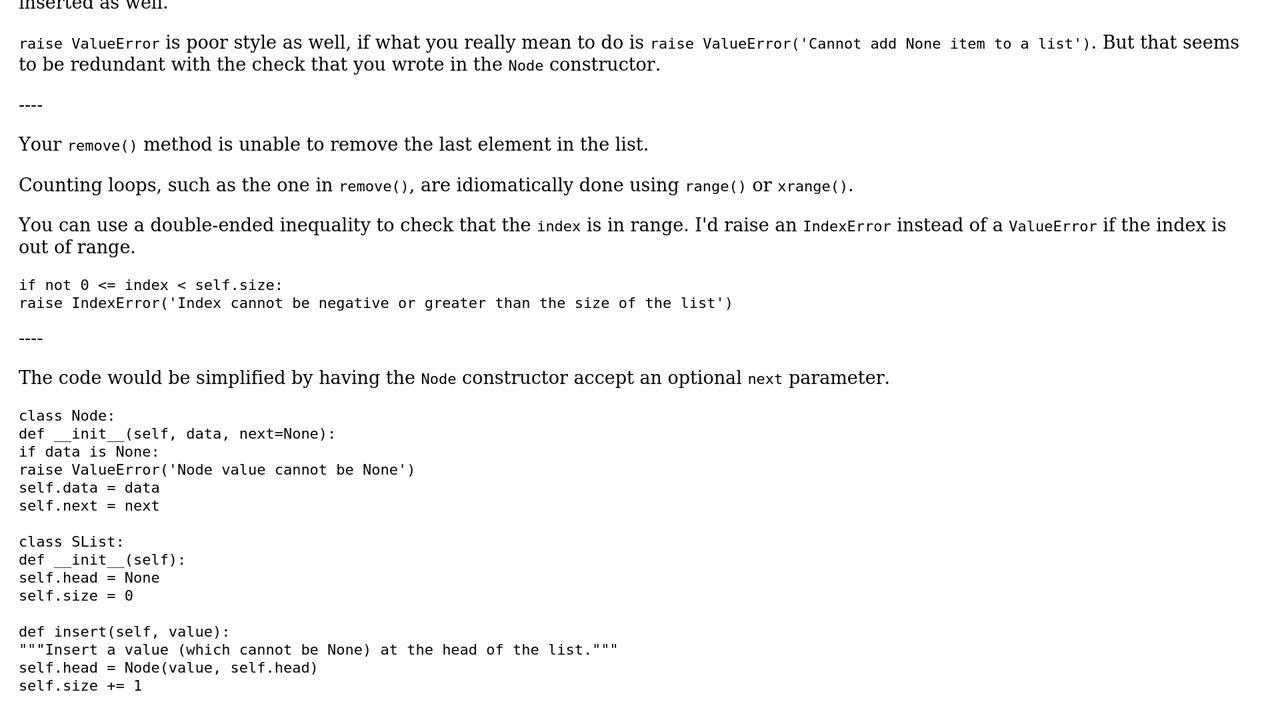 inserted as well.
raise ValueError is poor style as well, if what you really mean to do is raise ValueError('Cannot add None item to a list'). But that seems
to be redundant with the check that you wrote in the Node constructor.
----
Your remove() method is unable to remove the last element in the list.
Counting loops, such as the one in remove(), are idiomatically done using range() or xrange().
You can use a double-ended inequality to check that the index is in range. I'd raise an IndexError instead of a ValueError if the index is
out of range.
if not 0 <= index < self.size:
raise IndexError('Index cannot be negative or greater than the size of the list')
----
The code would be simplified by having the Node constructor accept an optional next parameter.
class Node:
def __init__(self, data, next=None):
if data is None:
raise ValueError('Node value cannot be None')
self.data = data
self.next = next
class SList:
def __init__(self):
self.head = None
self.size = 0
def insert(self, value):
"""Insert a value (which cannot be None) at the head of the list."""
self.head = Node(value, self.head)
self.size += 1